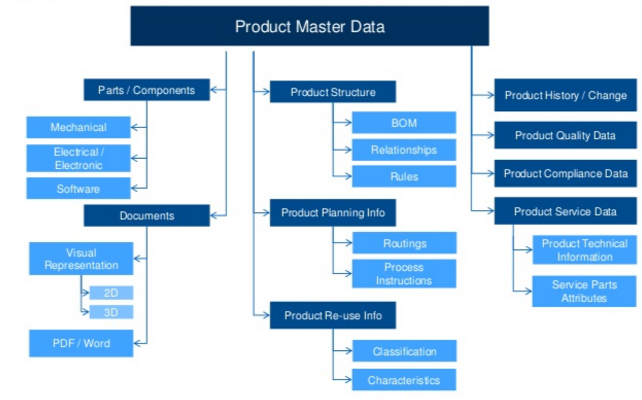 Product Master Data
Parts / Components
Mechanical
Electrical /
Electronic
Software
Documents
Visual
Representation
2D
3D
PDF / Word
Product Structure
BOM
Relationships
Rules
Product Planning Info
Routings
Process
Instructions
Product Re-use Info
Classification
Characteristics
Product History / Change
Product Quality Data
Product Compliance Data
Product Service Data
Product Technical
Information
Service Parts
Attributes